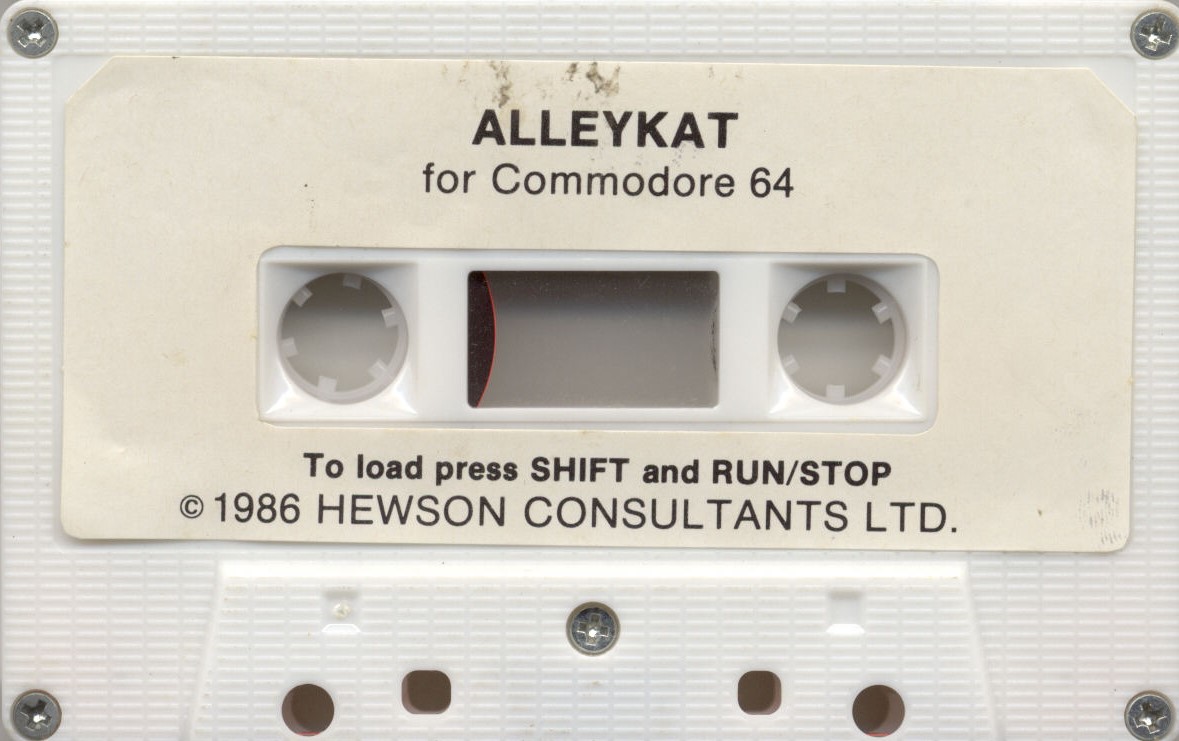 ALLEYKAT
for Commodore 64
To load press SHIFT and RUN/STOP
© 1986 HEWSON CONSULTANTS LTD.